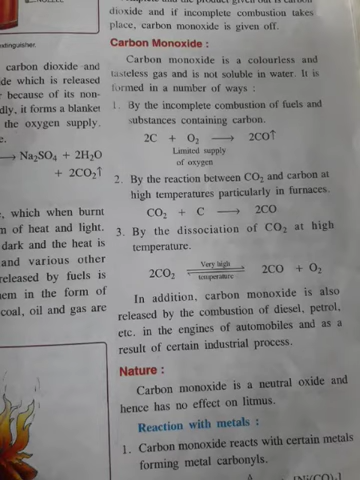 ndinguisher.
carbon dioxide and
de which is released
because of its non-
dly, it forms a blanket
the oxygen supply.
e.
⟶ Na₂SO₄ + 2H₂O
+ 2CO₂↑
e, which when burnt
m of heat and light.
dark and the heat is
and various other
released by fuels is
hem in the form of
coal, oil and gas are
dioxide and if incomplete combustion takes
place, carbon monoxide is given off.
Carbon Monoxide :
Carbon monoxide is a colourless and
tasteless gas and is not soluble in water. It is
formed in a number of ways :
1. By the incomplete combustion of fuels and
substances containing carbon.
2C + O₂ ⟶ 2CO↑
Limited supply
of oxygen
2. By the reaction between CO₂ and carbon at
high temperatures particularly in furnaces.
CO₂ + C ⟶ 2CO
3. By the dissociation of CO₂ at high
temperature.
Very high
2CO₂ ⇌ 2CO + O₂
temperature
In addition, carbon monoxide is also
released by the combustion of diesel, petrol,
etc. in the engines of automobiles and as a
result of certain industrial process.
Nature :
Carbon monoxide is a neutral oxide and
hence has no effect on litmus.
Reaction with metals :
1. Carbon monoxide reacts with certain metals
forming metal carbonyls.